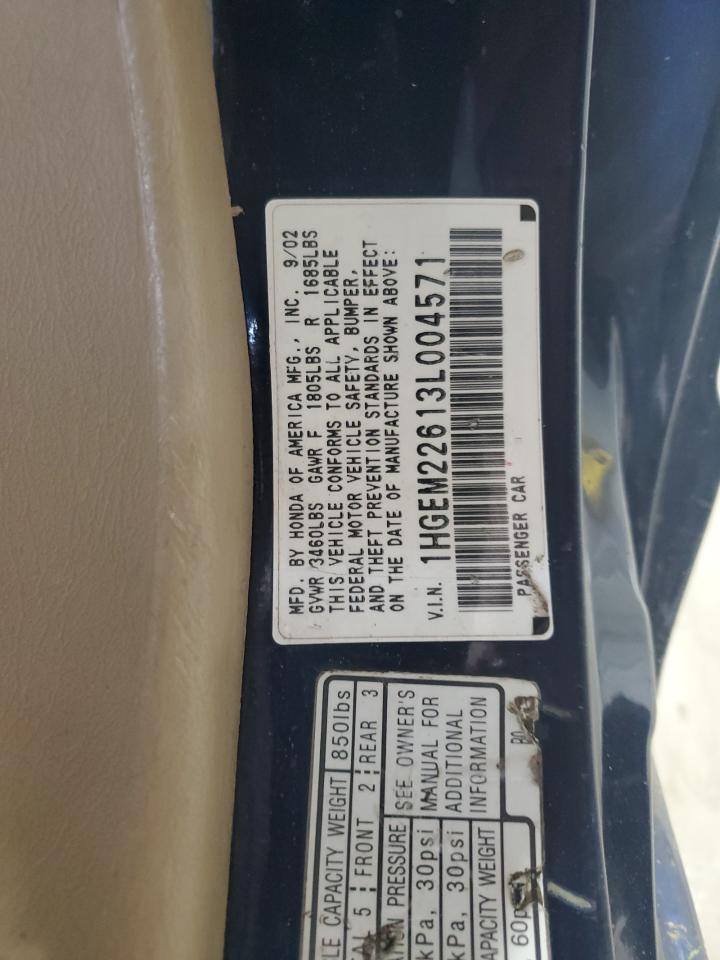 MFD. BY HONDA OF AMERICA MFG., INC. 9/02
GVWR 3460LBS GAWR F 1805LBS R 1685LBS
THIS VEHICLE CONFORMS TO ALL APPLICABLE
FEDERAL MOTOR VEHICLE SAFETY, BUMPER,
AND THEFT PREVENTION STANDARDS IN EFFECT
ON THE DATE OF MANUFACTURE SHOWN ABOVE:
V.I.N. 1HGEM22613L004571
PASSENGER CAR
CAPACITY WEIGHT 850lbs
5 FRONT 2 REAR 3
PRESSURE SEE OWNER'S
kPa, 30psi MANUAL FOR
kPa, 30psi ADDITIONAL
WEIGHT INFORMATION
60